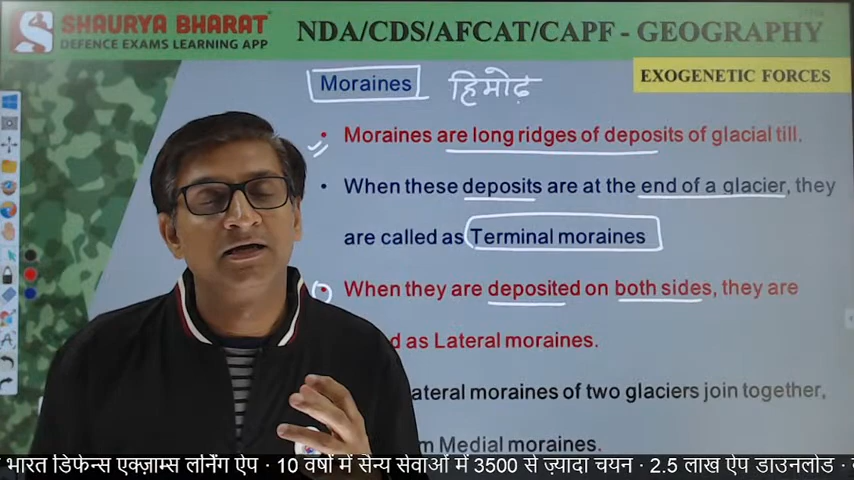 SHAURYA BHARAT
DEFENCE EXAMS LEARNING APP
NDA/CDS/AFCAT/CAPF - GEOGRAPHY
EXOGENETIC FORCES
Moraines हिमोढ़
• Moraines are long ridges of deposits of glacial till.
• When these deposits are at the end of a glacier, they
are called as Terminal moraines
• When they are deposited on both sides, they are
as Lateral moraines.
lateral moraines of two glaciers join together,
Medial moraines.
भारत डिफेन्स एक्ज़ाम्स लर्निंग ऐप · 10 वर्षों में सैन्य सेवाओं में 3500 से ज़्यादा चयन · 2.5 लाख ऐप डाउनलोड ·